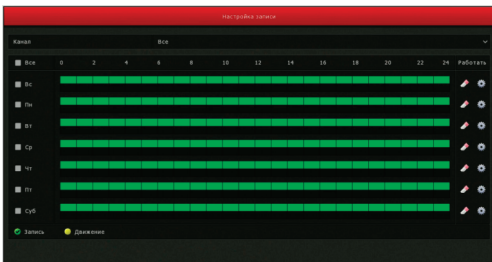 Настройка записи
Канал Все
Все 0 2 4 6 8 10 12 14 16 18 20 22 24 Работать
Вс
Пн
Вт
Ср
Чт
Пт
Суб
Запись Движение